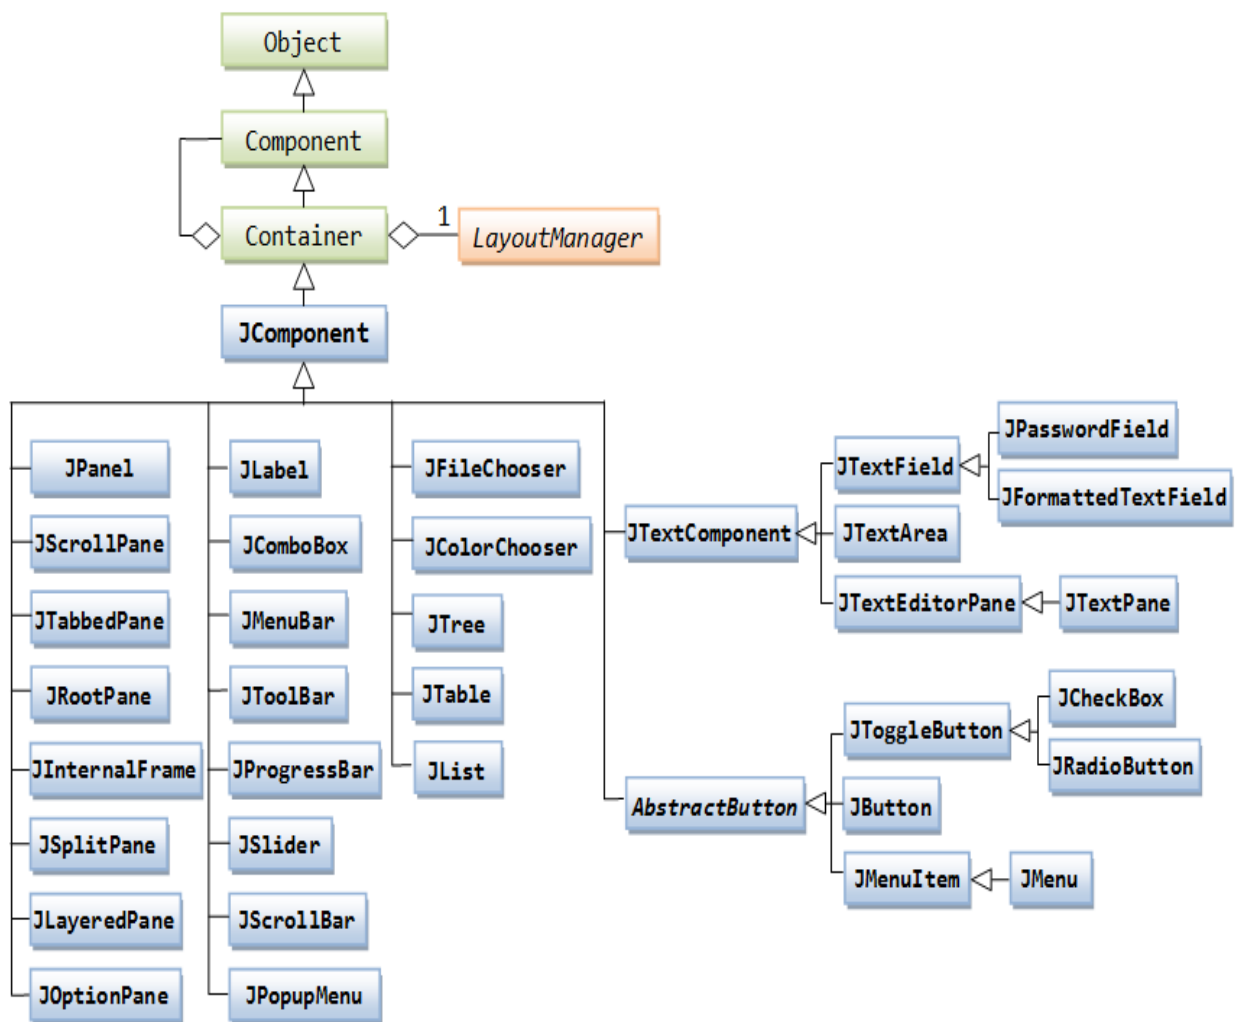 Object
Component
Container
1
LayoutManager
JComponent
JPanel
JScrollPane
JTabbedPane
JRootPane
JInternalFrame
JSplitPane
JLayeredPane
JOptionPane
JLabel
JComboBox
JMenuBar
JToolBar
JProgressBar
JSlider
JScrollBar
JPopupMenu
JFileChooser
JColorChooser
JTree
JTable
JList
JTextComponent
JTextField
JPasswordField
JFormattedTextField
JTextArea
JTextEditorPane
JTextPane
AbstractButton
JToggleButton
JCheckBox
JRadioButton
JButton
JMenuItem
JMenu